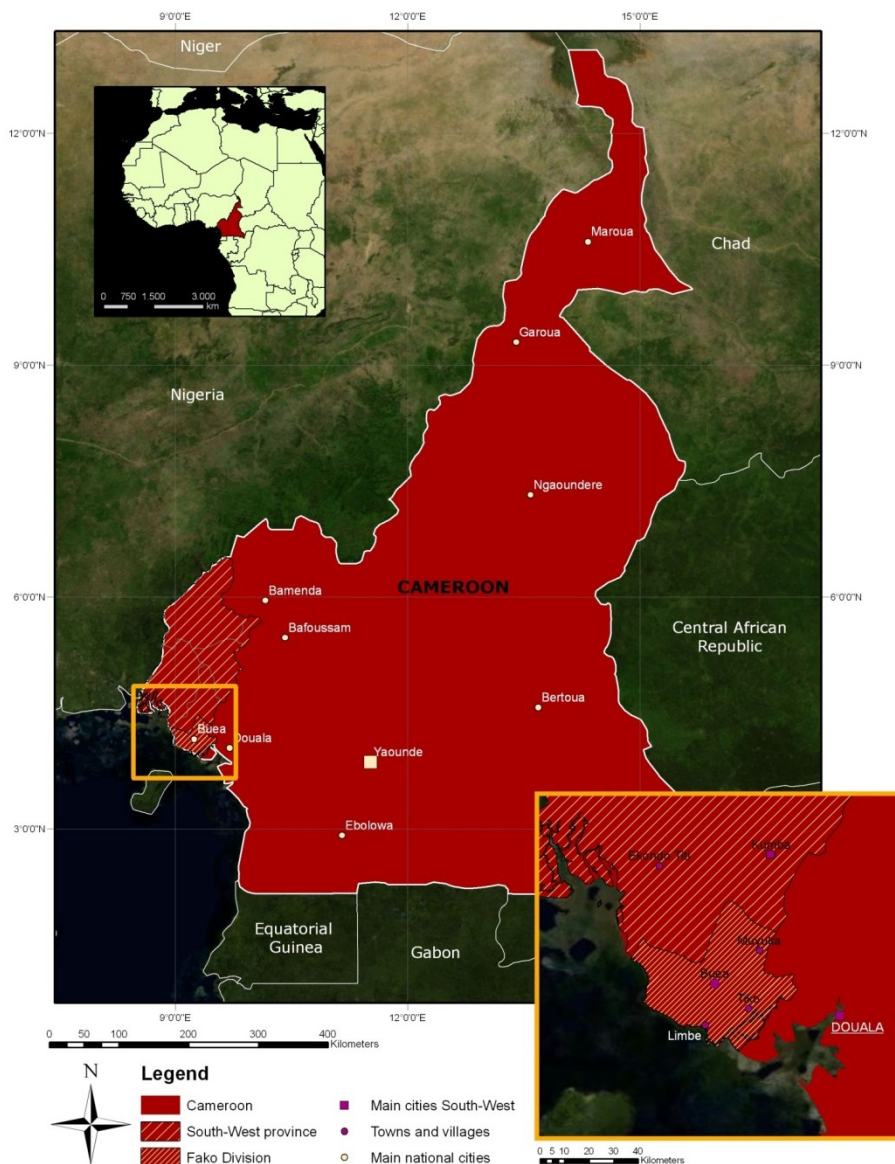 9°0'0"E
12°0'0"E
15°0'0"E
Niger
12°0'0"N
12°0'0"N
0 750 1.500 3.000
km
Maroua
Chad
Garoua
9°0'0"N
9°0'0"N
Nigeria
Ngaoundere
CAMEROON
6°0'0"N
6°0'0"N
Bamenda
Bafoussam
Central African
Republic
Bertoua
Buea
Douala
Yaounde
3°0'0"N
Ebolowa
Equatorial
Guinea
Gabon
Ekondo Titi
Kumba
Muyuka
Buea
Tiko
Limbe
DOUALA
9°0'0"E
12°0'0"E
0 50 100 200 300 400
Kilometers
N
Legend
Cameroon
South-West province
Fako Division
Main cities South-West
Towns and villages
Main national cities
0 5 10 20 30 40
Kilometers